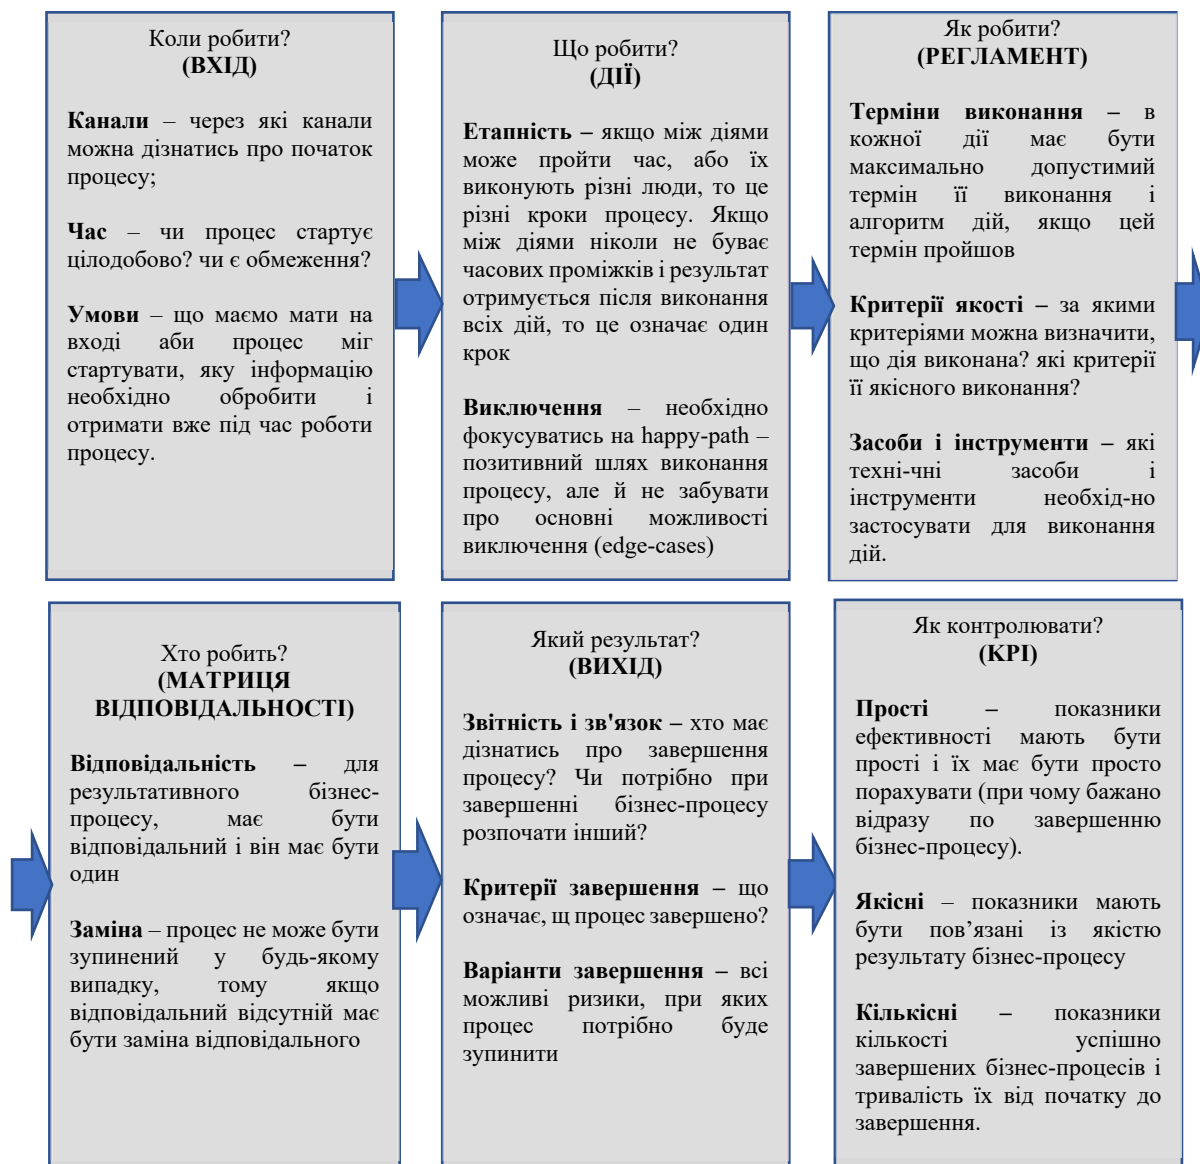 Коли робити?
(ВХІД)
Канали – через які канали
можна дізнатись про початок
процесу;
Час – чи процес стартує
цілодобово? чи є обмеження?
Умови – що маємо мати на
вході аби процес міг
стартувати, яку інформацію
необхідно обробити і
отримати вже під час роботи
процесу.
Що робити?
(ДІЇ)
Етапність – якщо між діями
може пройти час, або їх
виконують різні люди, то це
різні кроки процесу. Якщо
між діями ніколи не буває
часових проміжків і результат
отримується після виконання
всіх дій, то це означає один
крок
Виключення – необхідно
фокусуватись на happy-path –
позитивний шлях виконання
процесу, але й не забувати
про основні можливості
виключення (edge-cases)
Як робити?
(РЕГЛАМЕНТ)
Терміни виконання – в
кожної дії має бути
максимально допустимий
термін її виконання і
алгоритм дій, якщо цей
термін пройшов
Критерії якості – за якими
критеріями можна визначити,
що дія виконана? які критерії
її якісного виконання?
Засоби і інструменти – які
техні-чні засоби і
інструменти необхід-но
застосувати для виконання
дій.
Хто робить?
(МАТРИЦЯ
ВІДПОВІДАЛЬНОСТІ)
Відповідальність – для
результативного бізнес-
процесу, має бути
відповідальний і він має бути
один
Заміна – процес не може бути
зупинений у будь-якому
випадку, тому якщо
відповідальний відсутній має
бути заміна відповідального
Який результат?
(ВИХІД)
Звітність і зв'язок – хто має
дізнатись про завершення
процесу? Чи потрібно при
завершенні бізнес-процесу
розпочати інший?
Критерії завершення – що
означає, щ процес завершено?
Варіанти завершення – всі
можливі ризики, при яких
процес потрібно буде
зупинити
Як контролювати?
(KPI)
Прості – показники
ефективності мають бути
прості і їх має бути просто
порахувати (при чому бажано
відразу по завершенню
бізнес-процесу).
Якісні – показники мають
бути пов’язані із якістю
результату бізнес-процесу
Кількісні – показники
кількості успішно
завершених бізнес-процесів і
тривалість їх від початку до
завершення.